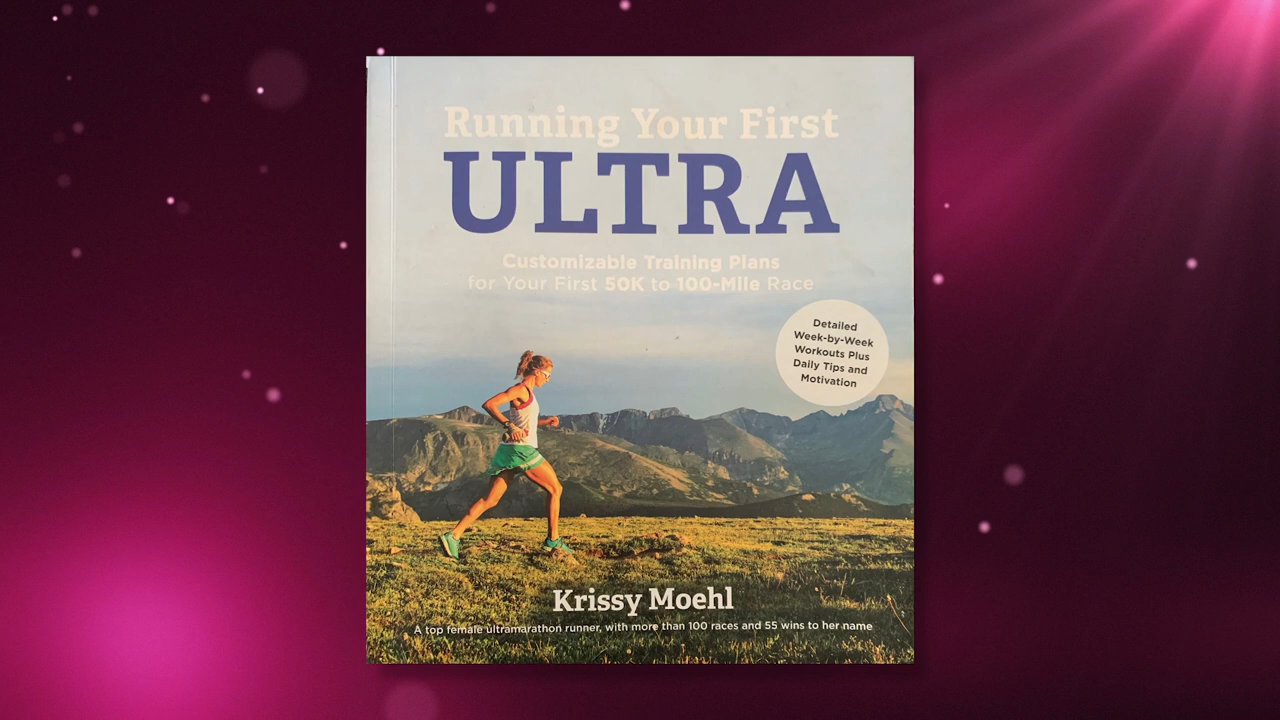 Running Your First
ULTRA
Customizable Training Plans
for Your First 50K to 100-Mile Race
Detailed
Week-by-Week
Workouts Plus
Daily Tips and
Motivation
Krissy Moehl
A top female ultramarathon runner, with more than 100 races and 55 wins to her name